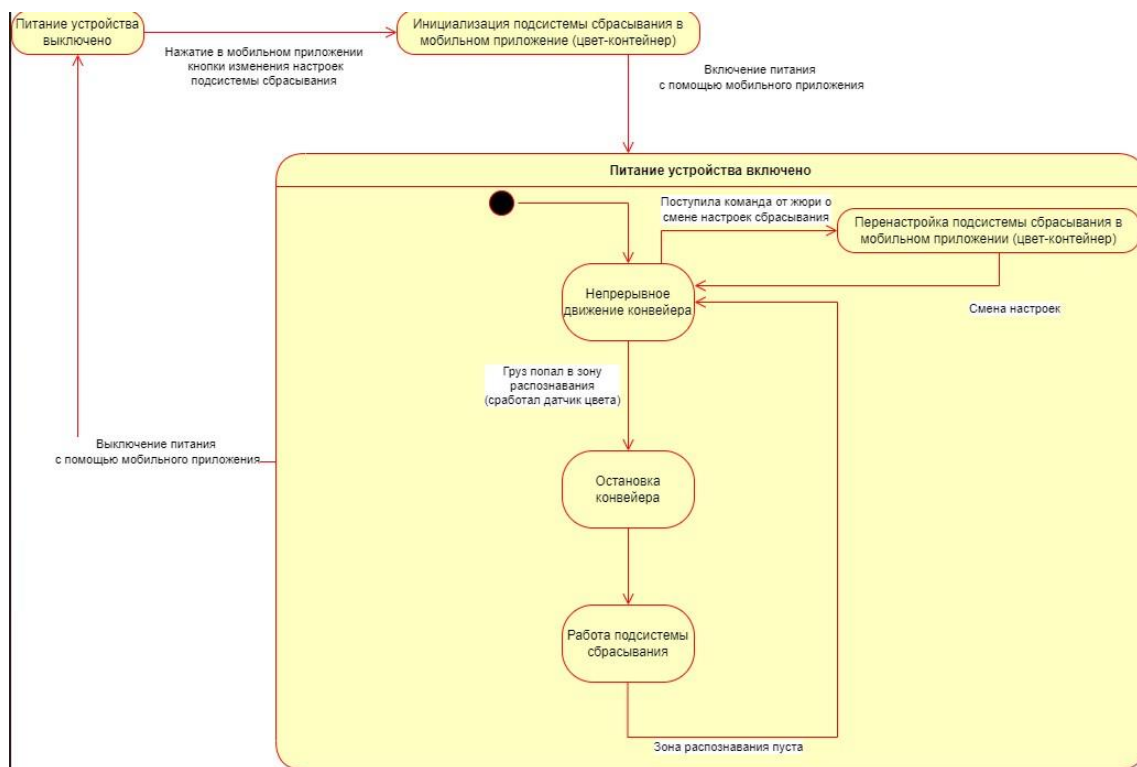 Питание устройства
выключено
Инициализация подсистемы сбрасывания в
мобильном приложение (цвет-контейнер)
Нажатие в мобильном приложении
кнопки изменения настроек
подсистемы сбрасывания
Включение питания
с помощью мобильного приложения
Питание устройства включено
Поступила команда от жюри о
смене настроек сбрасывания
Перенастройка подсистемы сбрасывания в
мобильном приложении (цвет-контейнер)
Непрерывное
движение конвейера
Смена настроек
Груз попал в зону
распознавания
(сработал датчик цвета)
Выключение питания
с помощью мобильного приложения
Остановка
конвейера
Работа подсистемы
сбрасывания
Зона распознавания пуста